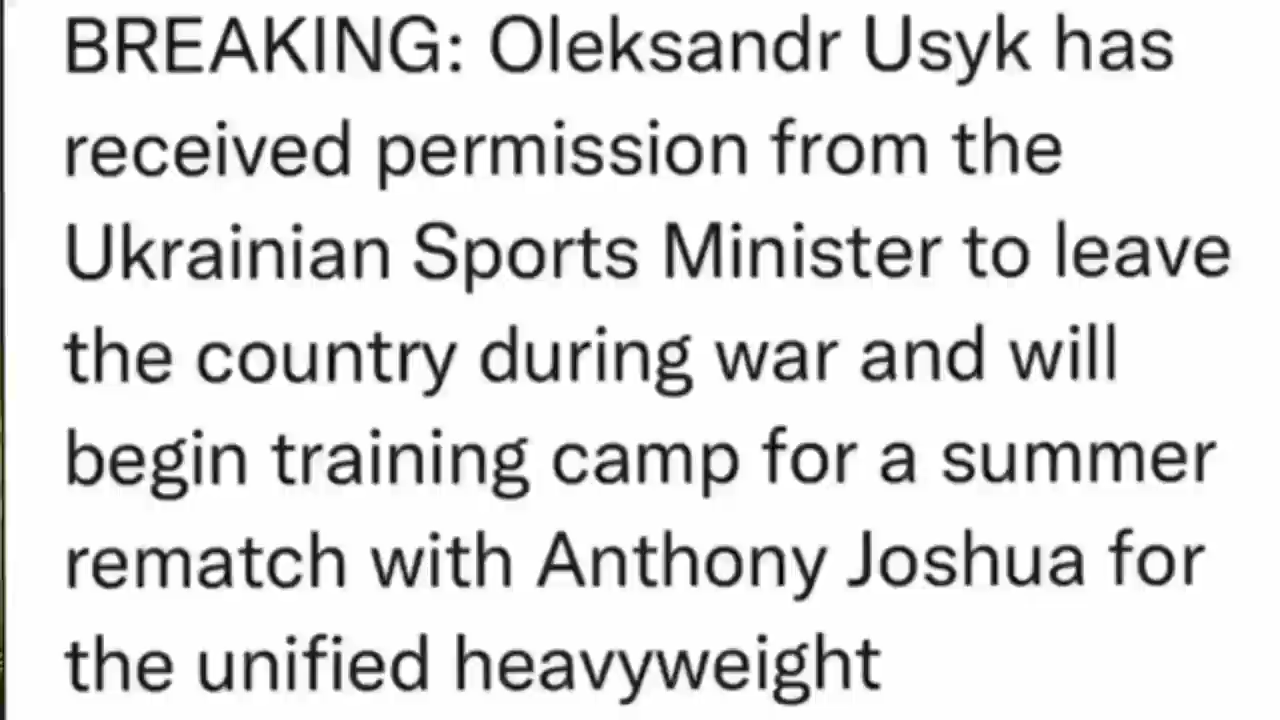 BREAKING: Oleksandr Usyk has
received permission from the
Ukrainian Sports Minister to leave
the country during war and will
begin training camp for a summer
rematch with Anthony Joshua for
the unified heavyweight